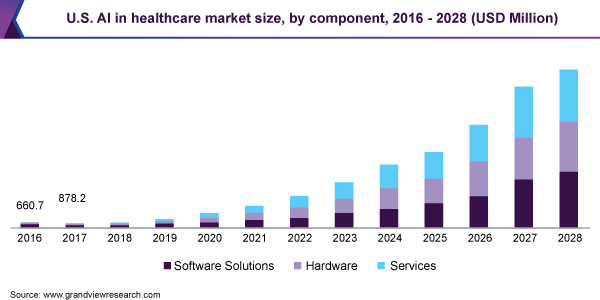 U.S. AI in healthcare market size, by component, 2016 - 2028 (USD Million)
660.7
878.2
2016 2017 2018 2019 2020 2021 2022 2023 2024 2025 2026 2027 2028
Software Solutions Hardware Services
Source: www.grandviewresearch.com